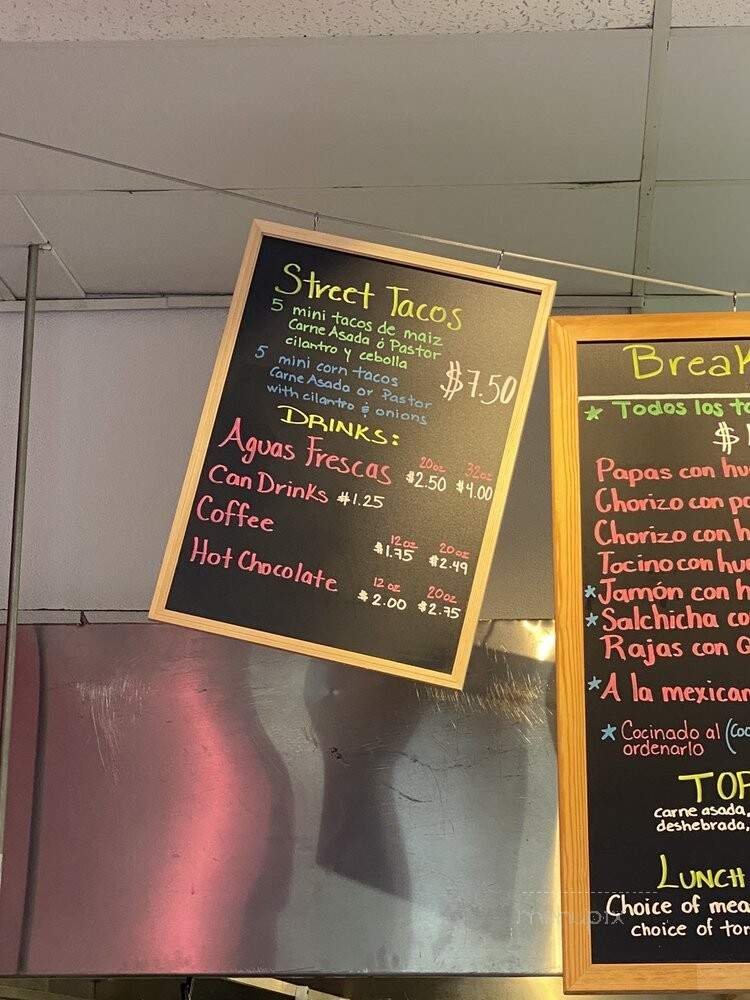 Street Tacos
5 mini tacos de maiz
Carne Asada ó Pastor
cilantro y cebolla
5 mini corn tacos
Carne Asada or Pastor
with cilantro & onions
$7.50
DRINKS:
Aguas Frescas 20oz $2.50 32oz $4.00
Can Drinks $1.25
Coffee 12oz $1.75 20oz $2.49
Hot Chocolate 12oz $2.00 20oz $2.75
Break
* Todos los
$
Papas con
Chorizo con
Chorizo con
Tocino con
*Jamón con
*Salchicha
Rajas con
*A la
* Cocinado al
ordenarlo
carne asada,
deshebrada,
LUNCH
Choice of
choice of